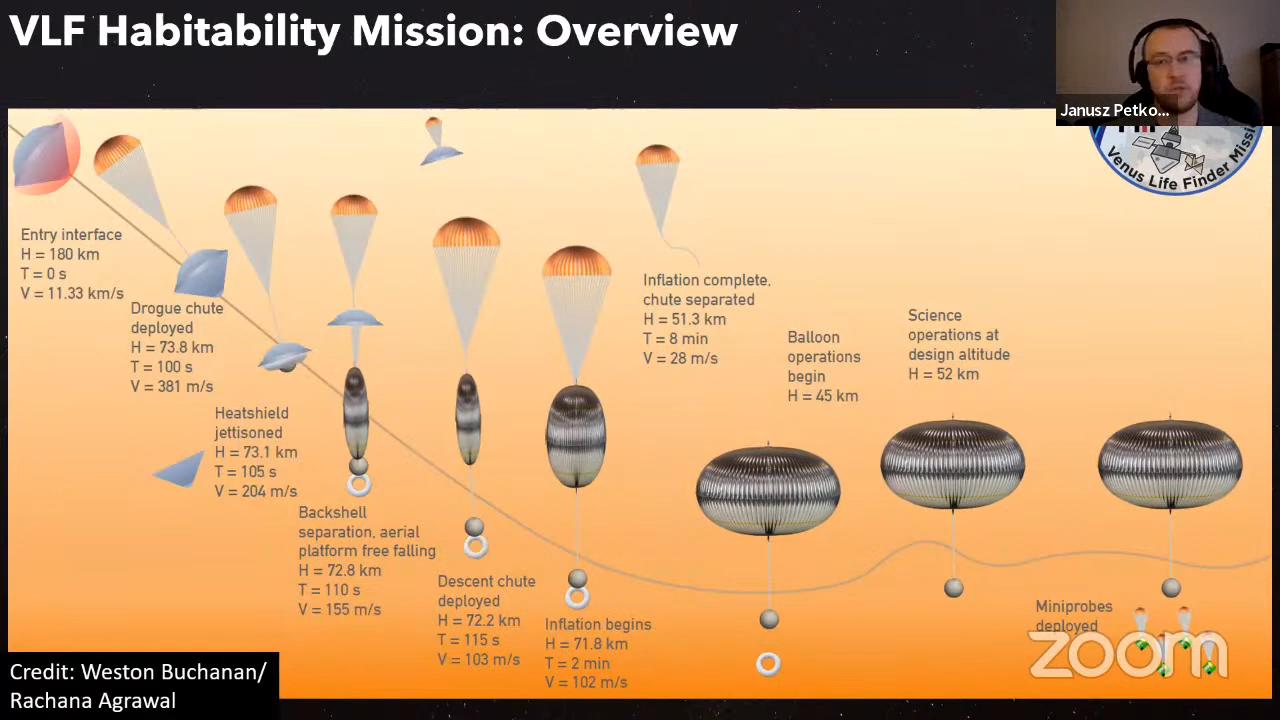 VLF Habitability Mission: Overview
Janusz Petko...
Venus Life Finder Missio
Entry interface
H = 180 km
T = 0 s
V = 11.33 km/s
Drogue chute
deployed
H = 73.8 km
T = 100 s
V = 381 m/s
Heatshield
jettisoned
H = 73.1 km
T = 105 s
V = 204 m/s
Backshell
separation, aerial
platform free falling
H = 72.8 km
T = 110 s
V = 155 m/s
Descent chute
deployed
H = 72.2 km
T = 115 s
V = 103 m/s
Inflation begins
H = 71.8 km
T = 2 min
V = 102 m/s
Inflation complete,
chute separated
H = 51.3 km
T = 8 min
V = 28 m/s
Balloon
operations
begin
H = 45 km
Science
operations at
design altitude
H = 52 km
Miniprobes
deployed
zoom
Credit: Weston Buchanan/
Rachana Agrawal